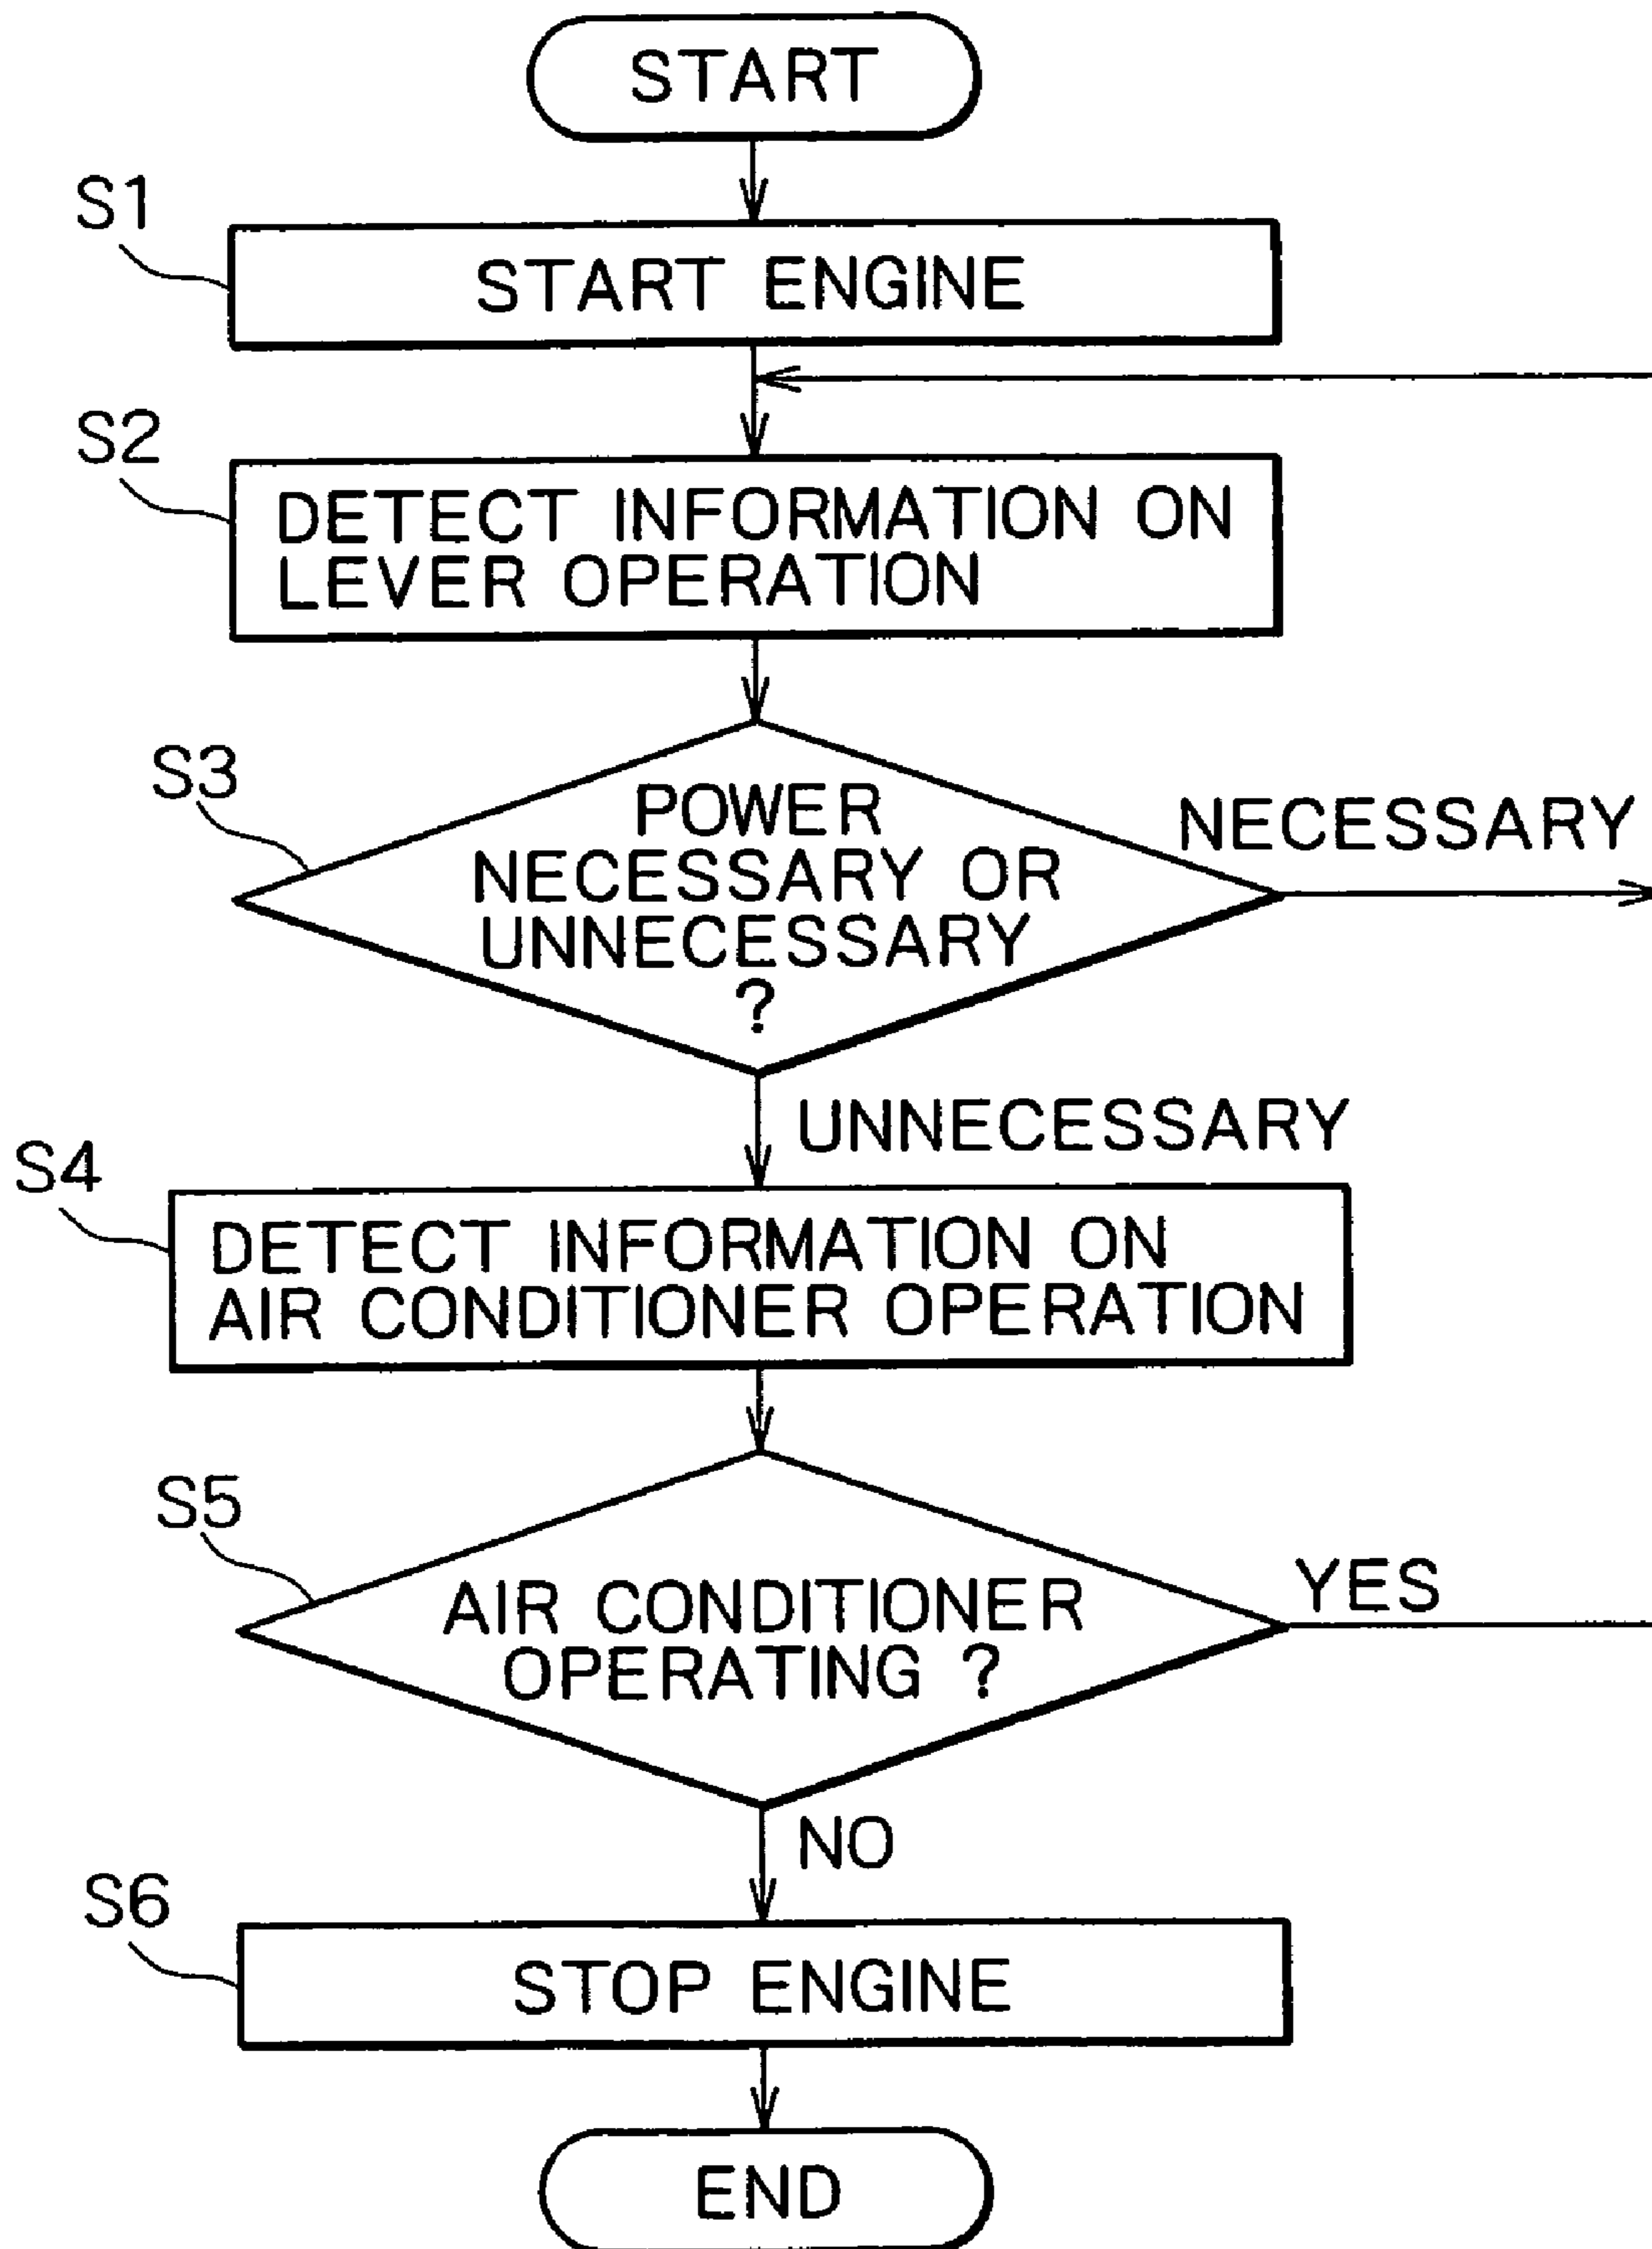 START
S1
START ENGINE
S2
DETECT INFORMATION ON
LEVER OPERATION
S3
POWER
NECESSARY OR
UNNECESSARY
?
NECESSARY
UNNECESSARY
S4
DETECT INFORMATION ON
AIR CONDITIONER OPERATION
S5
AIR CONDITIONER
OPERATING ?
YES
NO
S6
STOP ENGINE
END